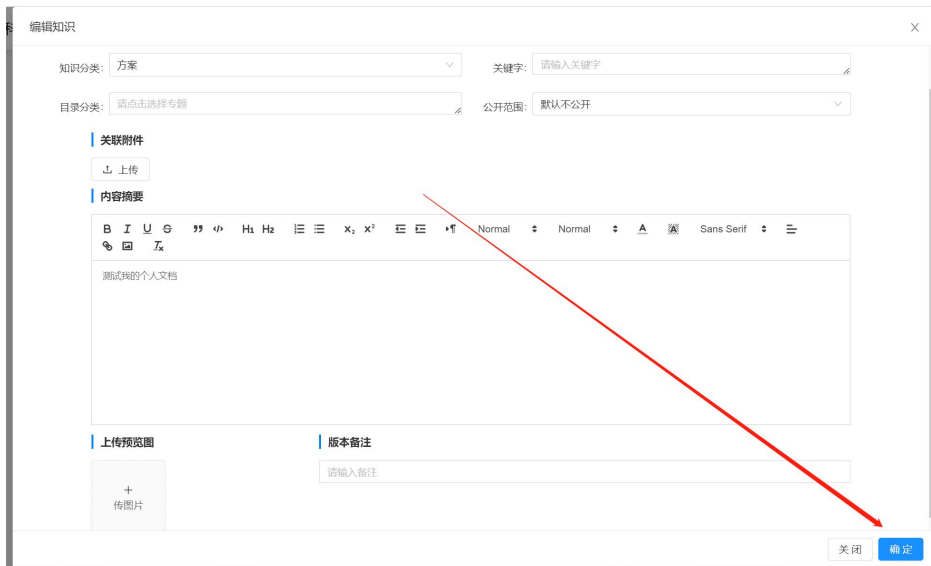 编辑知识
知识分类: 方案 关键字: 请输入关键字
目录分类: 请点击选择专题 公开范围: 默认不公开
关联附件
上传
内容摘要
B I U S H1 H2 x₂ x² Normal Normal A A Sans Serif
Tx
测试我的个人文档
上传预览图 版本备注
请输入备注
+
传图片
关闭 确定